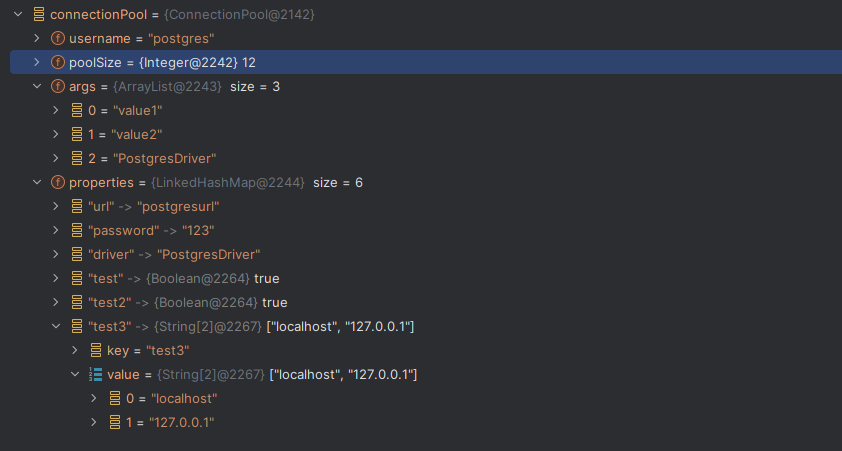 connectionPool = {ConnectionPool@2142}
f username = "postgres"
f poolSize = {Integer@2242} 12
f args = {ArrayList@2243} size = 3
0 = "value1"
1 = "value2"
2 = "PostgresDriver"
f properties = {LinkedHashMap@2244} size = 6
"url" -> "postgresurl"
"password" -> "123"
"driver" -> "PostgresDriver"
"test" -> {Boolean@2264} true
"test2" -> {Boolean@2264} true
"test3" -> {String[2]@2267} ["localhost", "127.0.0.1"]
key = "test3"
value = {String[2]@2267} ["localhost", "127.0.0.1"]
0 = "localhost"
1 = "127.0.0.1"